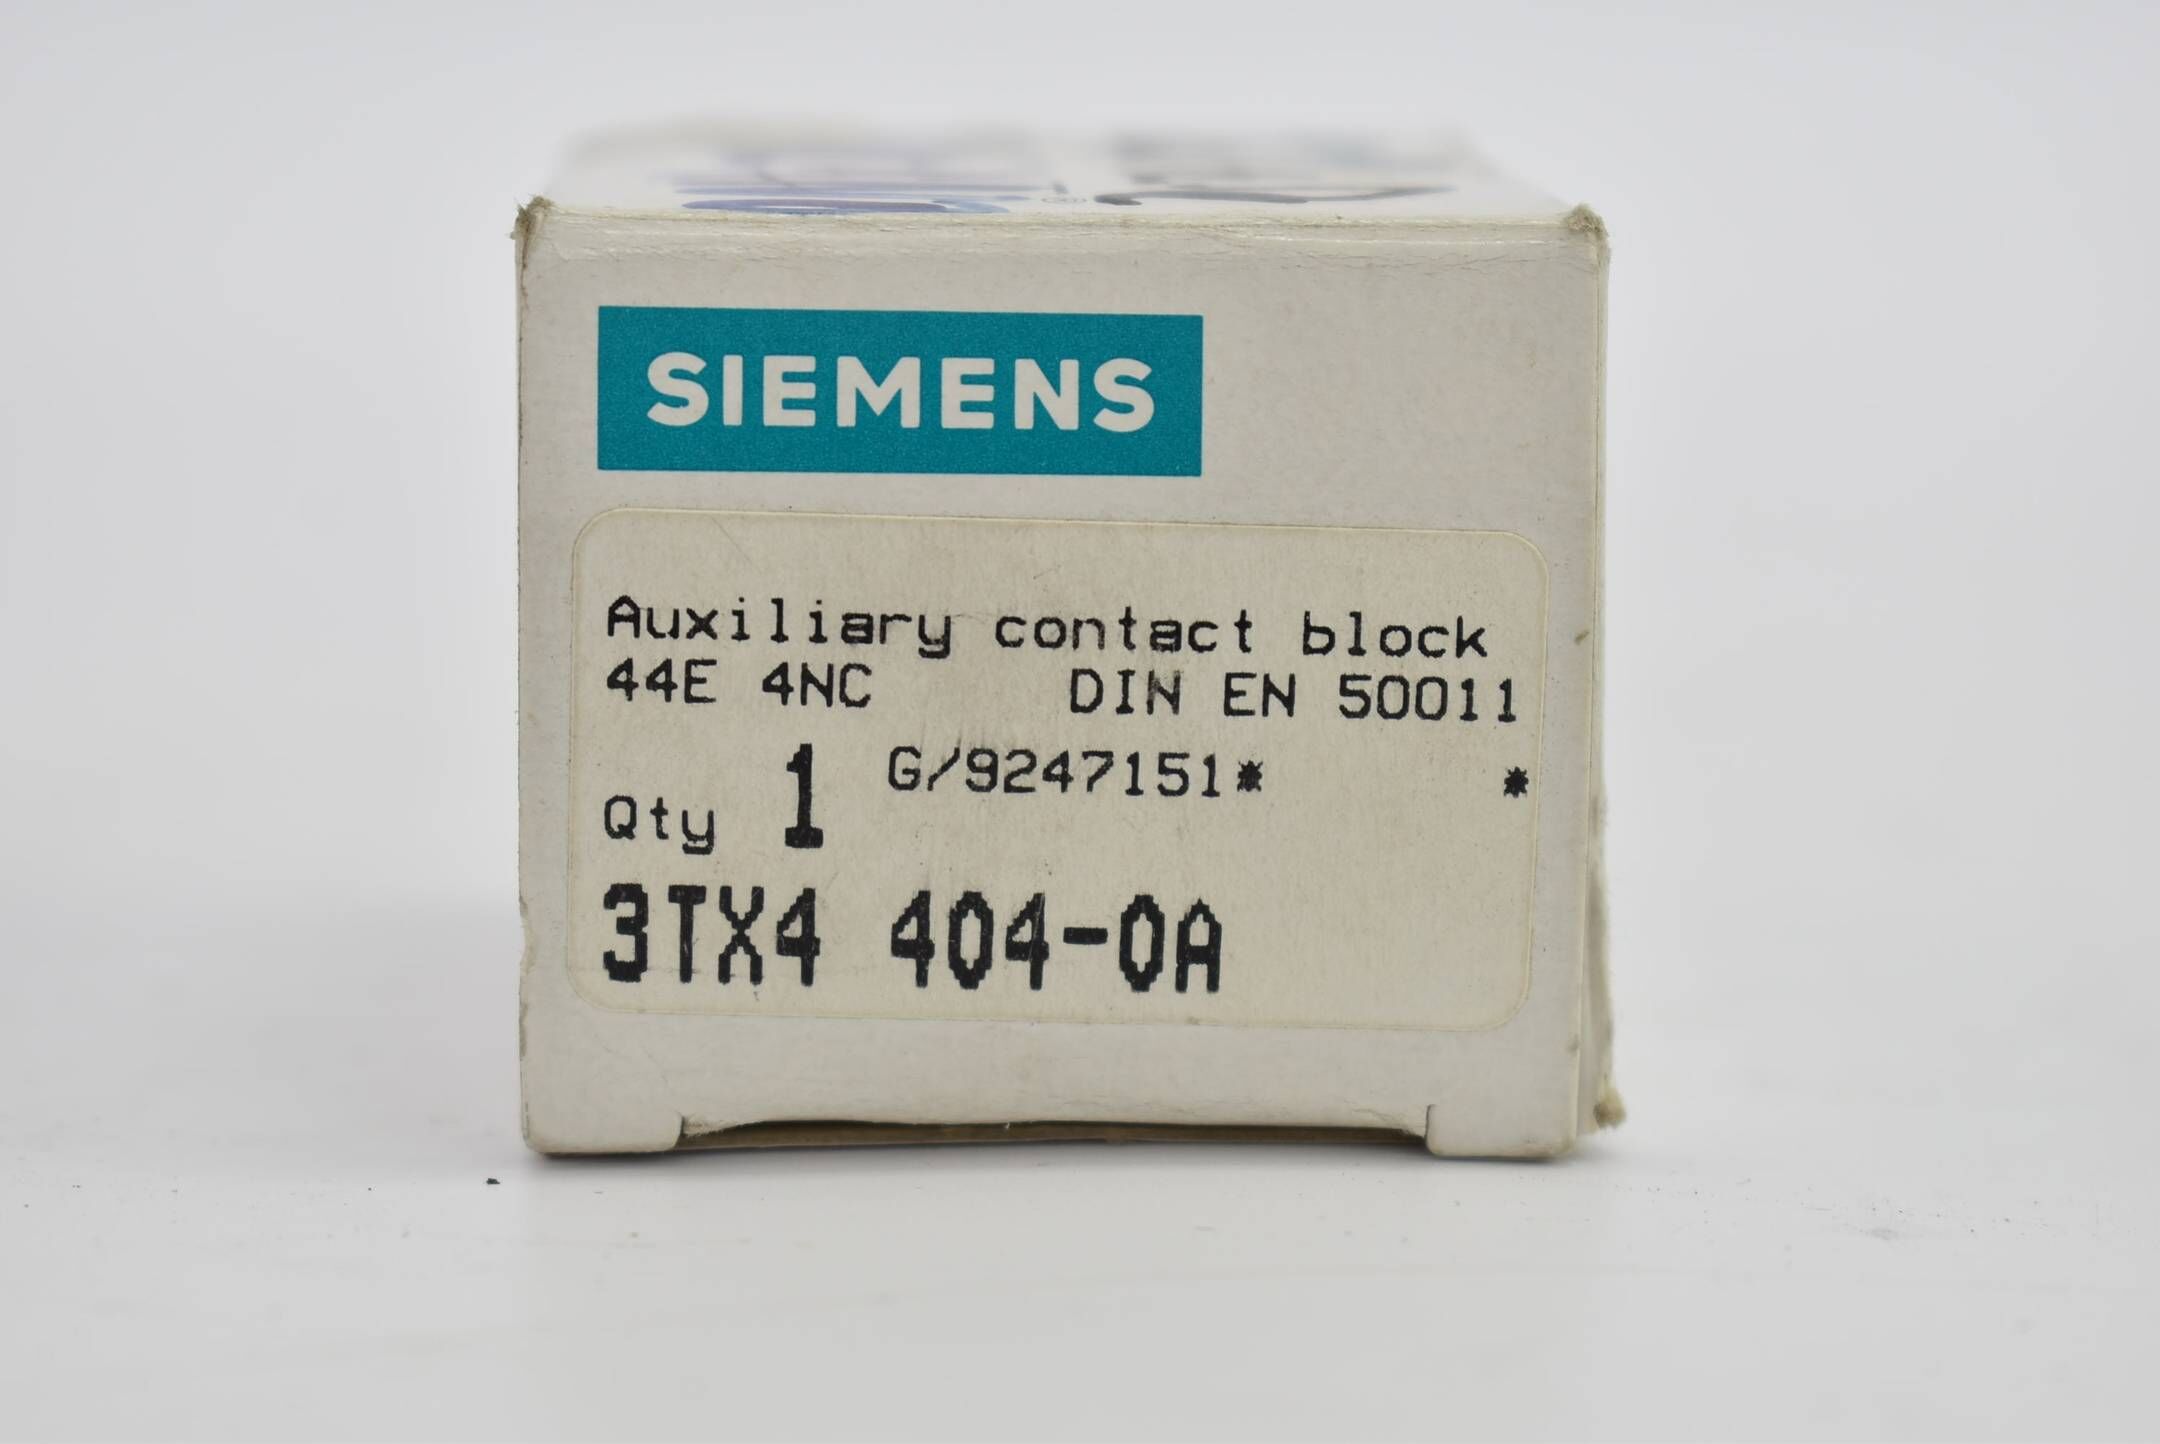 SIEMENS
Auxiliary contact block
44E 4NC DIN EN 50011
G/9247151* *
Qty 1
3TX4 404-0A